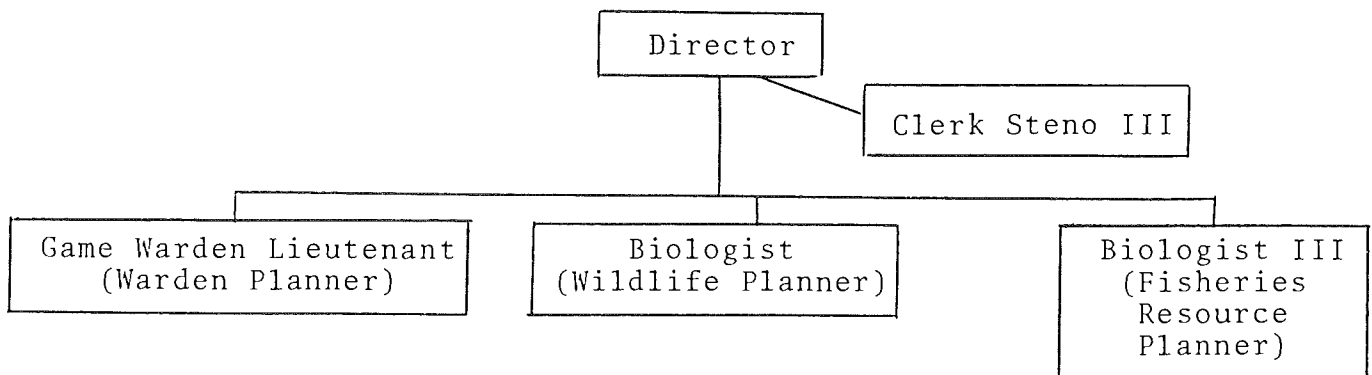 Director
Clerk Steno III
Game Warden Lieutenant
(Warden Planner)
Biologist
(Wildlife Planner)
Biologist III
(Fisheries
Resource
Planner)